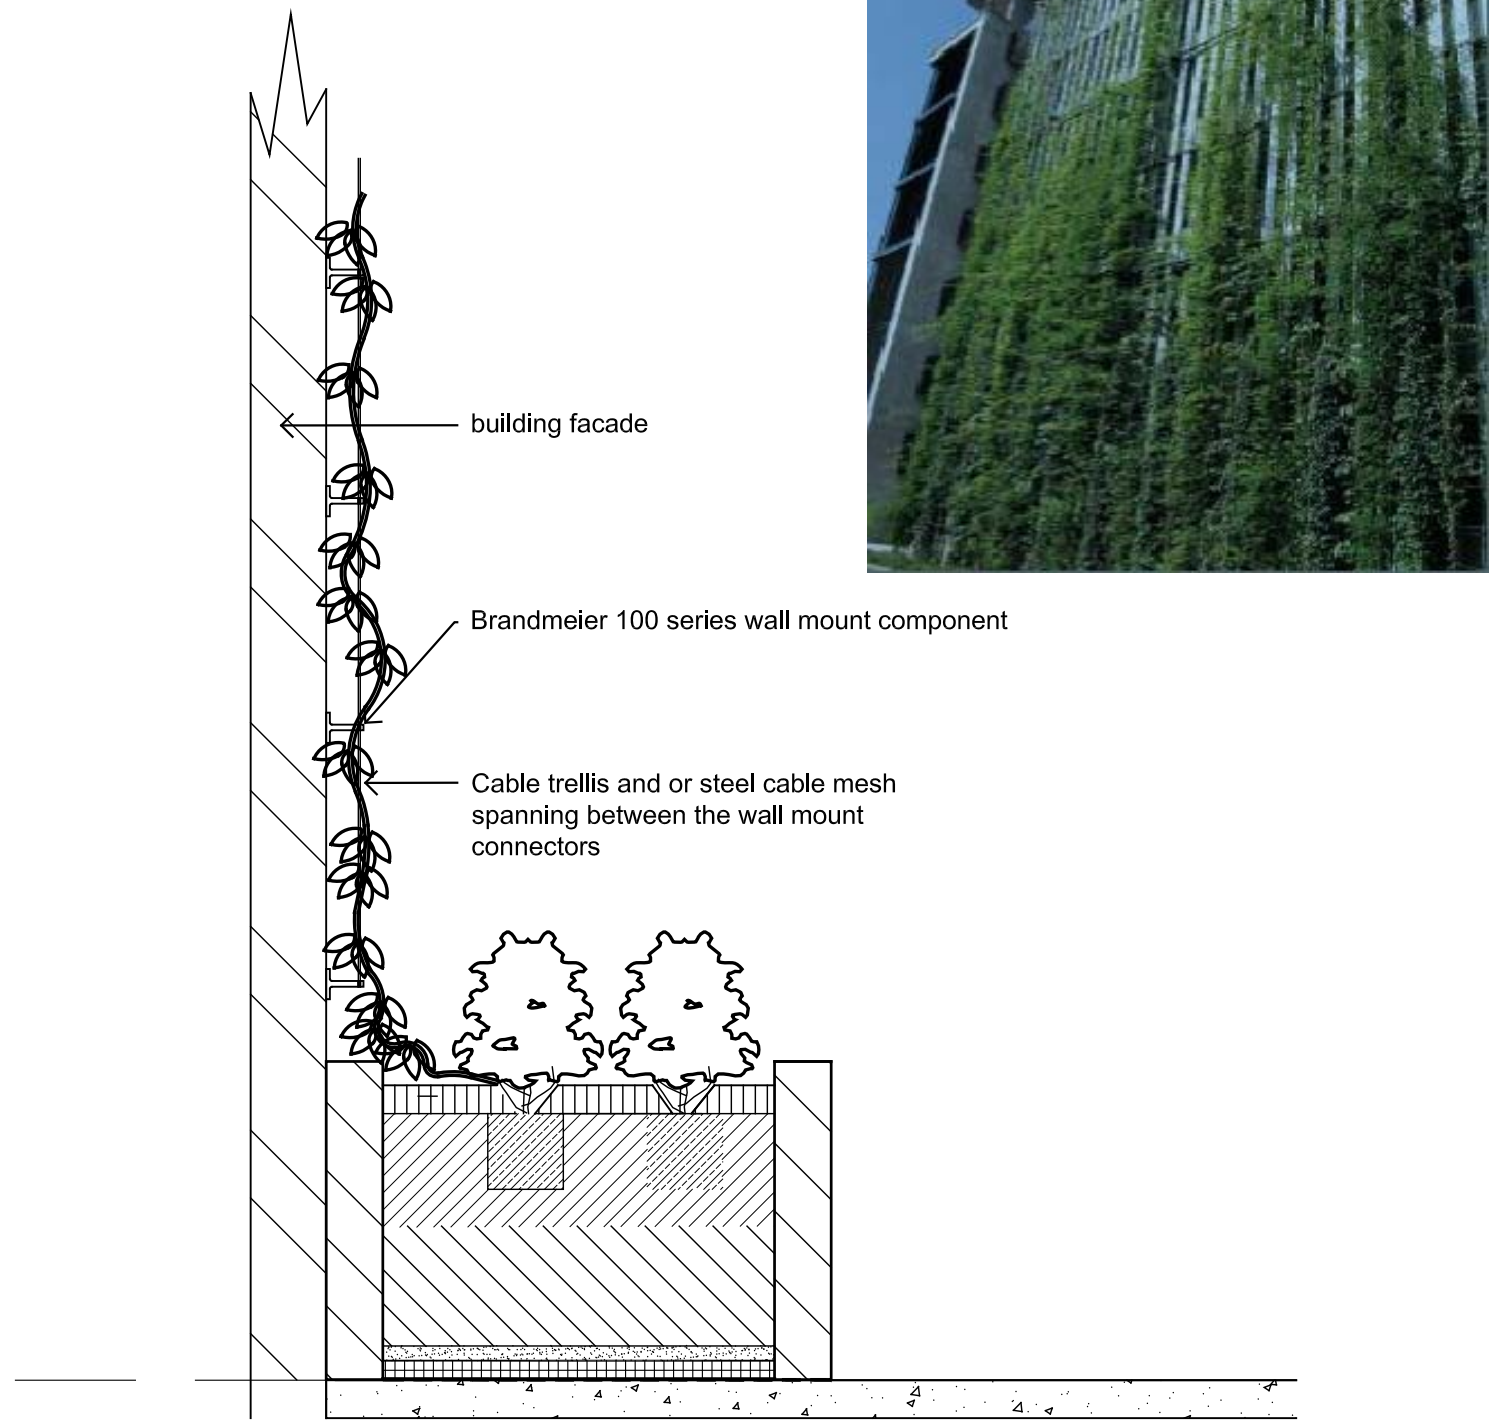 building facade
Brandmeier 100 series wall mount component
Cable trellis and or steel cable mesh
spanning between the wall mount
connectors